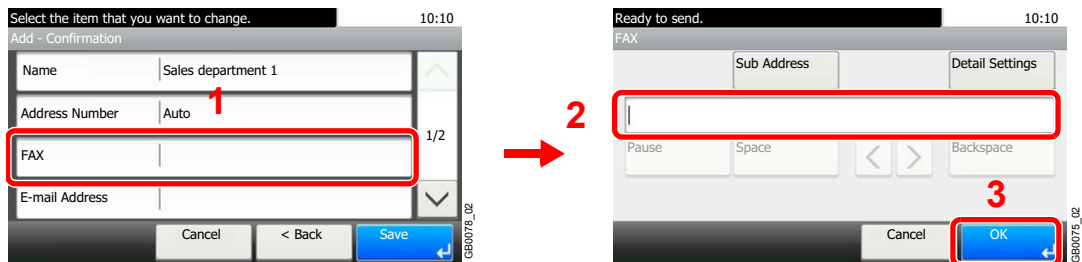 Select the item that you want to change. 10:10
Add - Confirmation
Name Sales department 1
1
Address Number Auto
1/2
FAX
E-mail Address
Cancel < Back Save
GB0078_02
Ready to send. 10:10
FAX
Sub Address Detail Settings
2
Pause Space < > Backspace
3
Cancel OK
GB0075_02